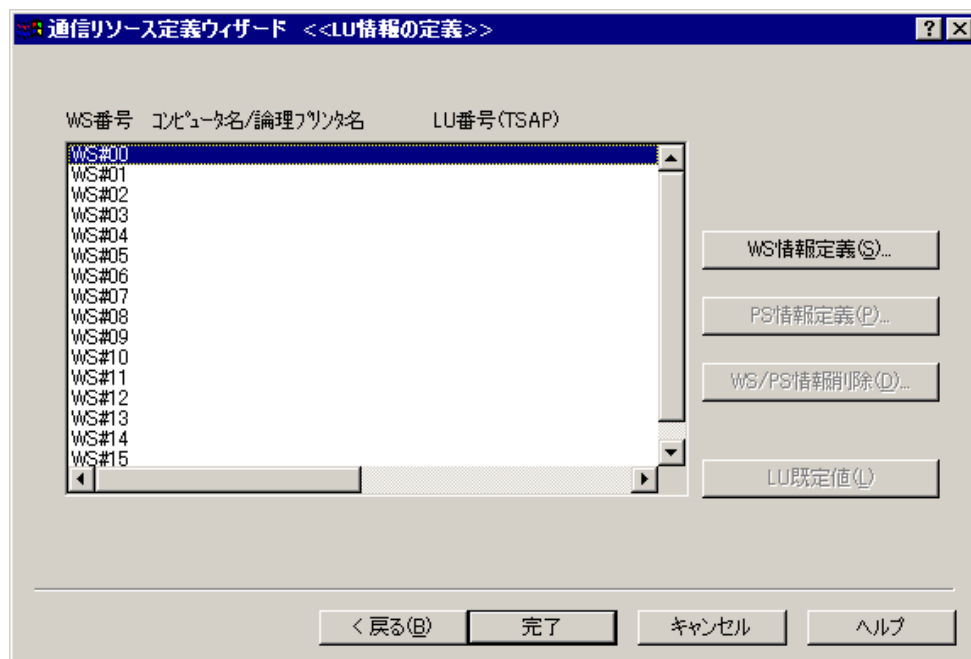 通信リソース定義ウィザード <<LU情報の定義>>
WS番号 コンピュータ名/論理プリンタ名 LU番号(TSAP)
WS#00
WS#01
WS#02
WS#03
WS#04
WS#05
WS#06
WS#07
WS#08
WS#09
WS#10
WS#11
WS#12
WS#13
WS#14
WS#15
WS情報定義(S)...
PS情報定義(P)...
WS/PS情報削除(D)...
LU既定値(L)
< 戻る(B)
完了
キャンセル
ヘルプ